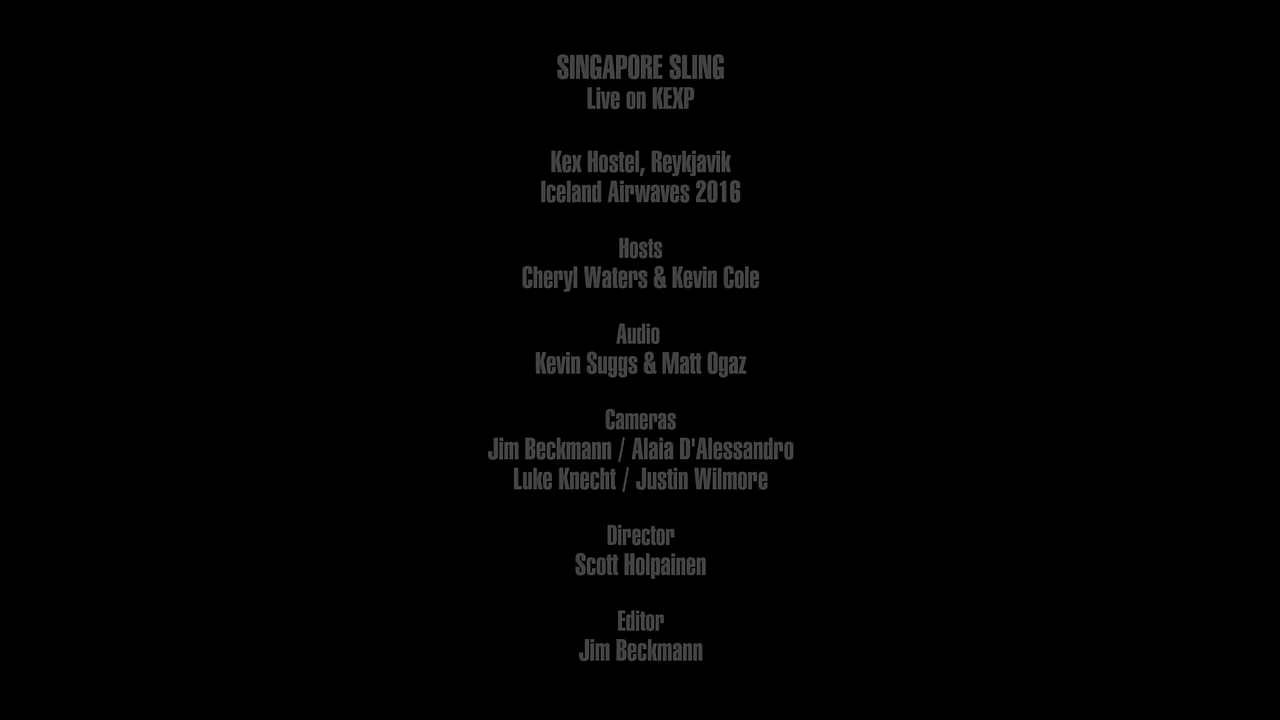 SINGAPORE SLING
Live on KEXP
Kex Hostel, Reykjavik
Iceland Airwaves 2016
Hosts
Cheryl Waters & Kevin Cole
Audio
Kevin Suggs & Matt Ogaz
Cameras
Jim Beckmann / Alaia D'Alessandro
Luke Knecht / Justin Wilmore
Director
Scott Holpainen
Editor
Jim Beckmann